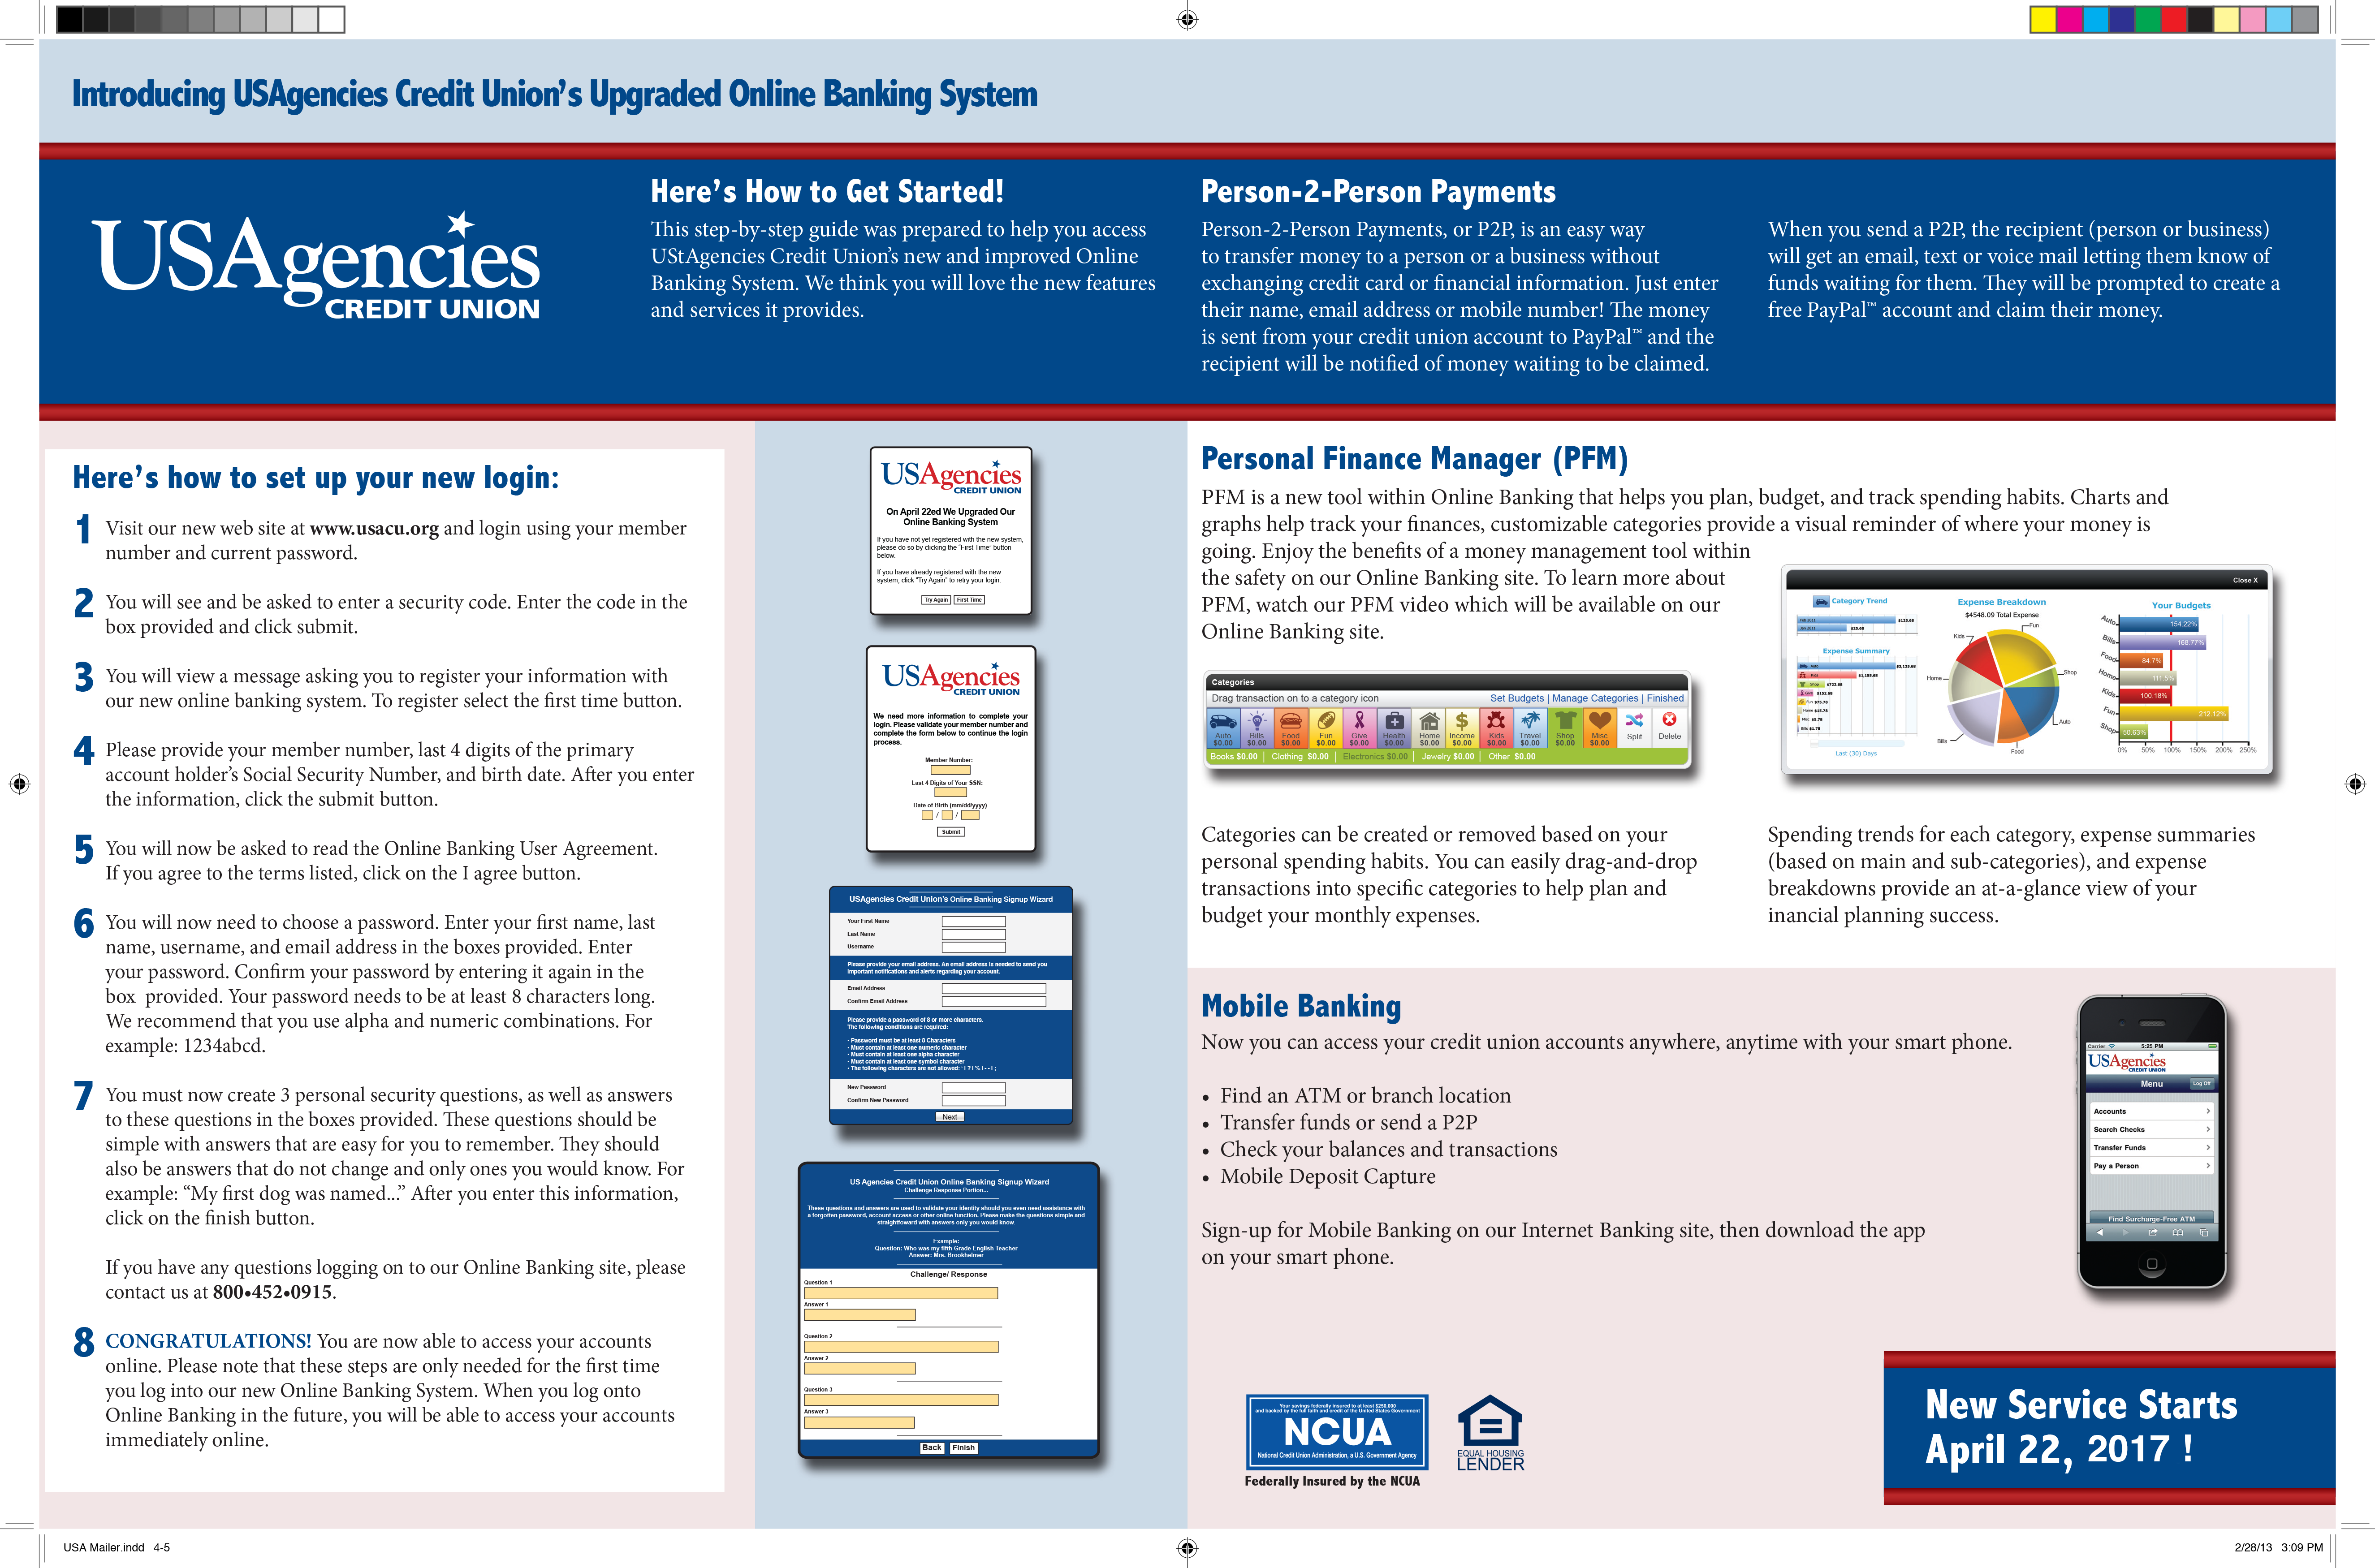 Introducing USAgencies Credit Union's Upgraded Online Banking System
USAgencies
CREDIT UNION
Here's How to Get Started!
This step-by-step guide was prepared to help you access
UStAgencies Credit Union's new and improved Online
Banking System. We think you will love the new features
and services it provides.
Person-2-Person Payments
Person-2-Person Payments, or P2P, is an easy way
to transfer money to a person or a business without
exchanging credit card or financial information. Just enter
their name, email address or mobile number! The money
is sent from your credit union account to PayPal™ and the
recipient will be notified of money waiting to be claimed.
When you send a P2P, the recipient (person or business)
will get an email, text or voice mail letting them know of
funds waiting for them. They will be prompted to create a
free PayPal™ account and claim their money.
Here's how to set up your new login:
1 Visit our new web site at www.usacu.org and login using your member
number and current password.
2 You will see and be asked to enter a security code. Enter the code in the
box provided and click submit.
3 You will view a message asking you to register your information with
our new online banking system. To register select the first time button.
4 Please provide your member number, last 4 digits of the primary
account holder's Social Security Number, and birth date. After you enter
the information, click the submit button.
5 You will now be asked to read the Online Banking User Agreement.
If you agree to the terms listed, click on the I agree button.
6 You will now need to choose a password. Enter your first name, last
name, username, and email address in the boxes provided. Enter
your password. Confirm your password by entering it again in the
box provided. Your password needs to be at least 8 characters long.
We recommend that you use alpha and numeric combinations. For
example: 1234abcd.
7 You must now create 3 personal security questions, as well as answers
to these questions in the boxes provided. These questions should be
simple with answers that are easy for you to remember. They should
also be answers that do not change and only ones you would know. For
example: “My first dog was named...” After you enter this information,
click on the finish button.
If you have any questions logging on to our Online Banking site, please
contact us at 800•452•0915.
8 CONGRATULATIONS! You are now able to access your accounts
online. Please note that these steps are only needed for the first time
you log into our new Online Banking System. When you log onto
Online Banking in the future, you will be able to access your accounts
immediately online.
USAgencies
CREDIT UNION
On April 22ed We Upgraded Our
Online Banking System
If you have not yet registered with the new system,
please do so by clicking the "First Time" button
below.
If you have already registered with the new
system, click "Try Again" to retry your login.
Try Again First Time
USAgencies
CREDIT UNION
We need more information to complete your
login. Please validate your member number and
complete the form below to continue the login
process.
Member Number:
Last 4 Digits of Your SSN:
Date of Birth (mm/dd/yyyy)
/ /
Submit
USAgencies Credit Union's Online Banking Signup Wizard
Your First Name
Last Name
Username
Please provide your email address. An email address is needed to send you
important notifications and alerts regarding your account.
Email Address
Confirm Email Address
Please provide a password of 8 or more characters.
The following conditions are required:
• Password must be at least 8 Characters
• Must contain at least one numeric character
• Must contain at least one alpha character
• Must contain at least one symbol character
• The following characters are not allowed: ' | ? | % | - - | ;
New Password
Confirm New Password
Next
US Agencies Credit Union Online Banking Signup Wizard
Challenge Response Portion...
These questions and answers are used to validate your identity should you even need assistance with
a forgotten password, account access or other online function. Please make the questions simple and
straightfoward with answers only you would know.
Example:
Question: Who was my fifth Grade English Teacher
Answer: Mrs. Brookhelmer
Challenge/ Response
Question 1
Answer 1
Question 2
Answer 2
Question 3
Answer 3
Back Finish
Personal Finance Manager (PFM)
PFM is a new tool within Online Banking that helps you plan, budget, and track spending habits. Charts and
graphs help track your finances, customizable categories provide a visual reminder of where your money is
going. Enjoy the benefits of a money management tool within
the safety on our Online Banking site. To learn more about
PFM, watch our PFM video which will be available on our
Online Banking site.
Categories
Drag transaction on to a category icon Set Budgets | Manage Categories | Finished
Auto Bills Food Fun Give Health Home Income Kids Travel Shop Misc Split Delete
$0.00 $0.00 $0.00 $0.00 $0.00 $0.00 $0.00 $0.00 $0.00 $0.00 $0.00 $0.00
Books $0.00 | Clothing $0.00 | Electronics $0.00 | Jewelry $0.00 | Other $0.00
Close X
Category Trend
Feb 2011 $125.68
Jan 2011 $25.68
Expense Summary
Auto $3,125.68
Kids $1,155.68
Shop $722.68
Give $152.68
Fun $75.78
Home $15.78
Misc $5.78
Bills $1.78
Last (30) Days
Expense Breakdown
$4548.09 Total Expense
Fun
Kids
Shop
Home
Auto
Bills
Food
Your Budgets
Auto 154.22%
Bills 168.77%
Food 84.7%
Home 111.5%
Kids 100.18%
Fun 212.12%
Shop 50.63%
0% 50% 100% 150% 200% 250%
Categories can be created or removed based on your
personal spending habits. You can easily drag-and-drop
transactions into specific categories to help plan and
budget your monthly expenses.
Spending trends for each category, expense summaries
(based on main and sub-categories), and expense
breakdowns provide an at-a-glance view of your
inancial planning success.
Mobile Banking
Now you can access your credit union accounts anywhere, anytime with your smart phone.
• Find an ATM or branch location
• Transfer funds or send a P2P
• Check your balances and transactions
• Mobile Deposit Capture
Sign-up for Mobile Banking on our Internet Banking site, then download the app
on your smart phone.
Carrier 5:25 PM
USAgencies
CREDIT UNION
Menu Log Off
Accounts
Search Checks
Transfer Funds
Pay a Person
Find Surcharge-Free ATM
Your savings federally insured to at least $250,000
and backed by the full faith and credit of the United States Government
NCUA
National Credit Union Administration, a U.S. Government Agency
Federally Insured by the NCUA
EQUAL HOUSING
LENDER
New Service Starts
April 22, 2017 !
USA Mailer.indd 4-5
2/28/13 3:09 PM